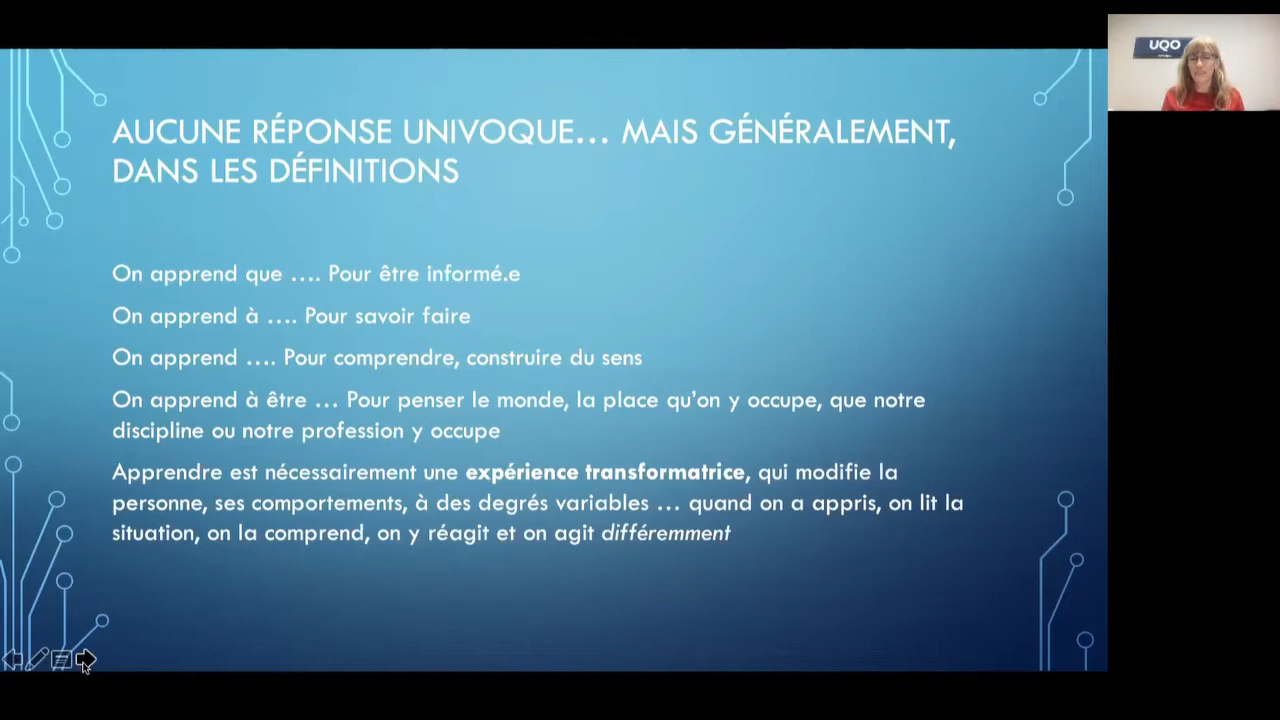 AUCUNE RÉPONSE UNIVOQUE… MAIS GÉNÉRALEMENT,
DANS LES DÉFINITIONS
On apprend que …. Pour être informé.e
On apprend à …. Pour savoir faire
On apprend …. Pour comprendre, construire du sens
On apprend à être … Pour penser le monde, la place qu’on y occupe, que notre
discipline ou notre profession y occupe
Apprendre est nécessairement une expérience transformatrice, qui modifie la
personne, ses comportements, à des degrés variables … quand on a appris, on lit la
situation, on la comprend, on y réagit et on agit différemment
UQO